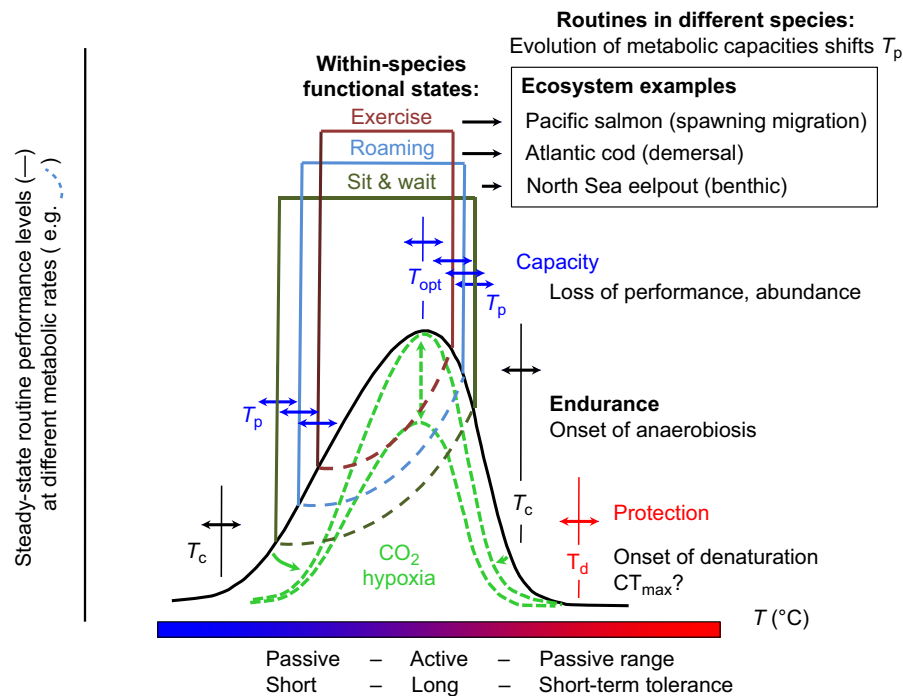 Routines in different species:
Evolution of metabolic capacities shifts Tp
Within-species
functional states:
Ecosystem examples
Exercise
Pacific salmon (spawning migration)
Roaming
Atlantic cod (demersal)
Sit & wait
North Sea eelpout (benthic)
Steady-state routine performance levels (—)
at different metabolic rates ( e.g. )
Capacity
Topt
Tp
Loss of performance, abundance
Tp
Endurance
Onset of anaerobiosis
Tc
Tc
Protection
CO2
hypoxia
Td
Onset of denaturation
CTmax?
T (°C)
Passive – Active – Passive range
Short – Long – Short-term tolerance